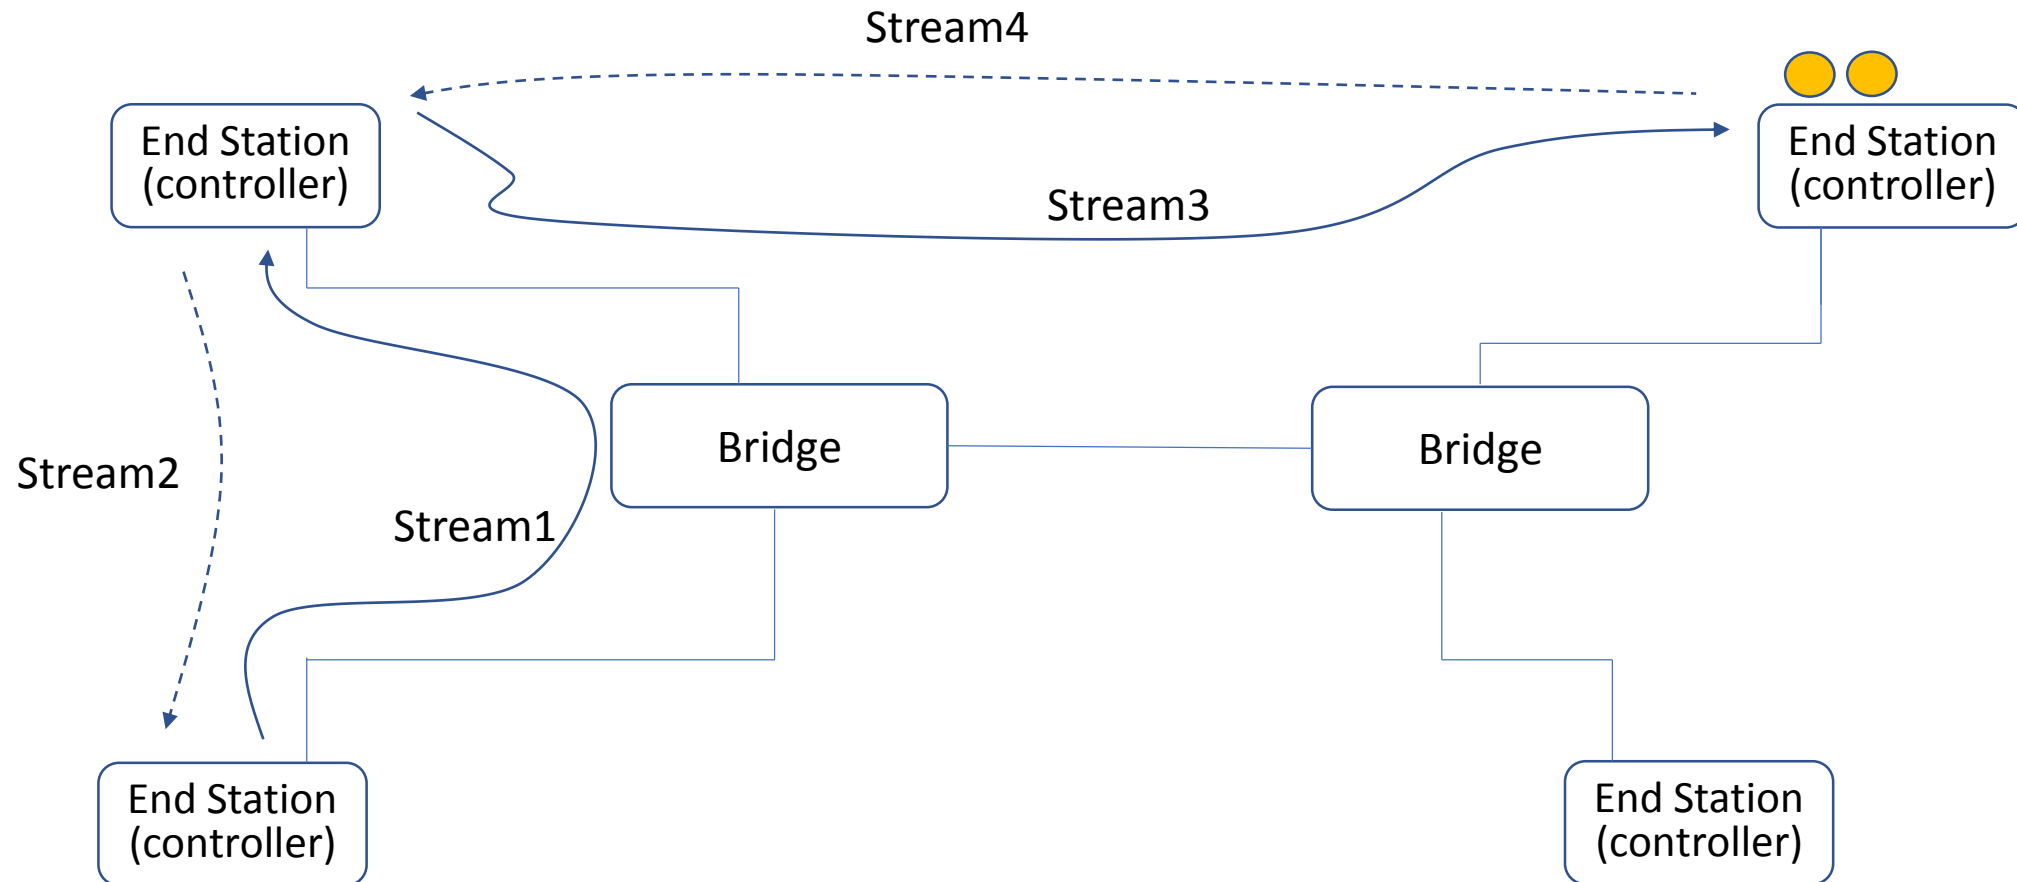 Stream4
End Station
(controller)
End Station
(controller)
Stream3
Bridge
Bridge
Stream2
Stream1
End Station
(controller)
End Station
(controller)